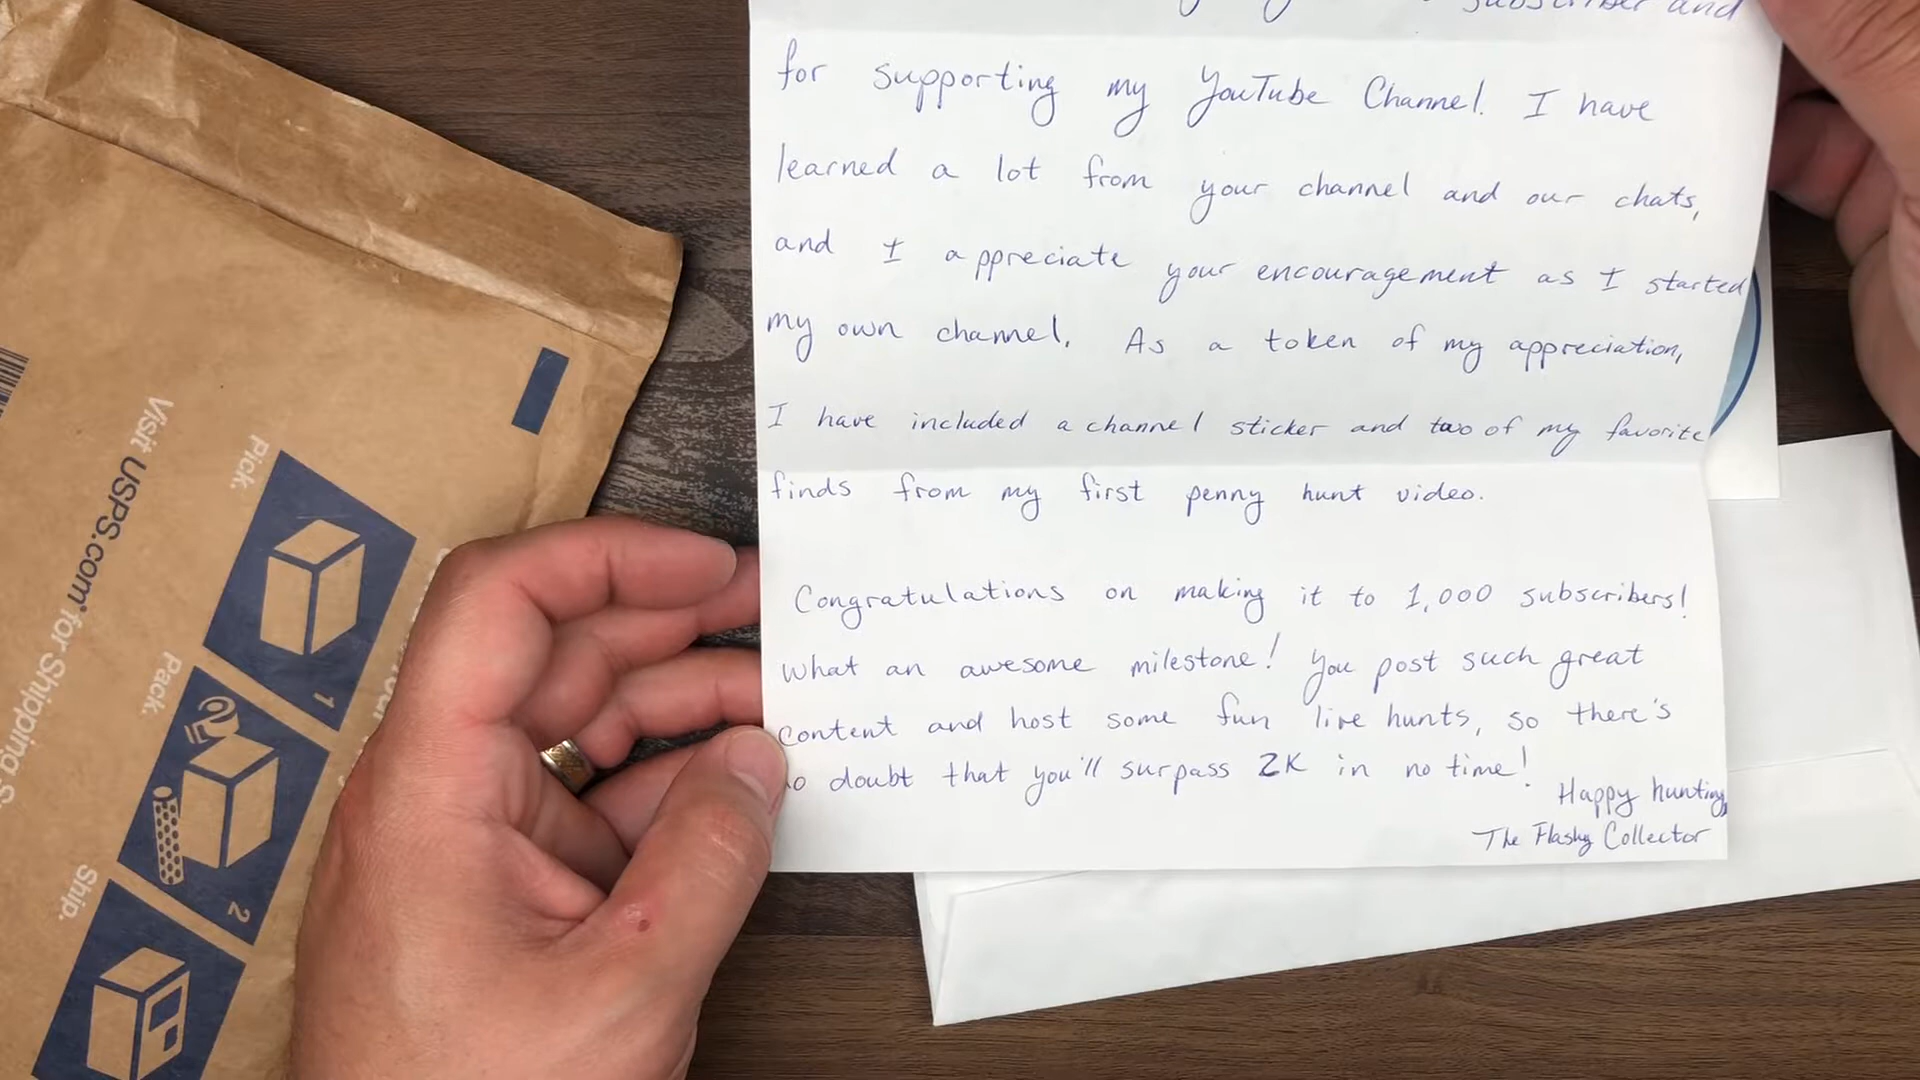 subscriber and
for supporting my YouTube Channel. I have
learned a lot from your channel and our chats,
and I appreciate your encouragement as I started
my own channel. As a token of my appreciation,
I have included a channel sticker and two of my favorite
finds from my first penny hunt video.
Congratulations on making it to 1,000 subscribers!
What an awesome milestone! You post such great
content and host some fun live hunts, so there's
doubt that you'll surpass 2K in no time!
Happy hunting,
The Flashy Collector
Visit USPS.com® for Shipping
Pick.
1
Pack.
2
Ship.